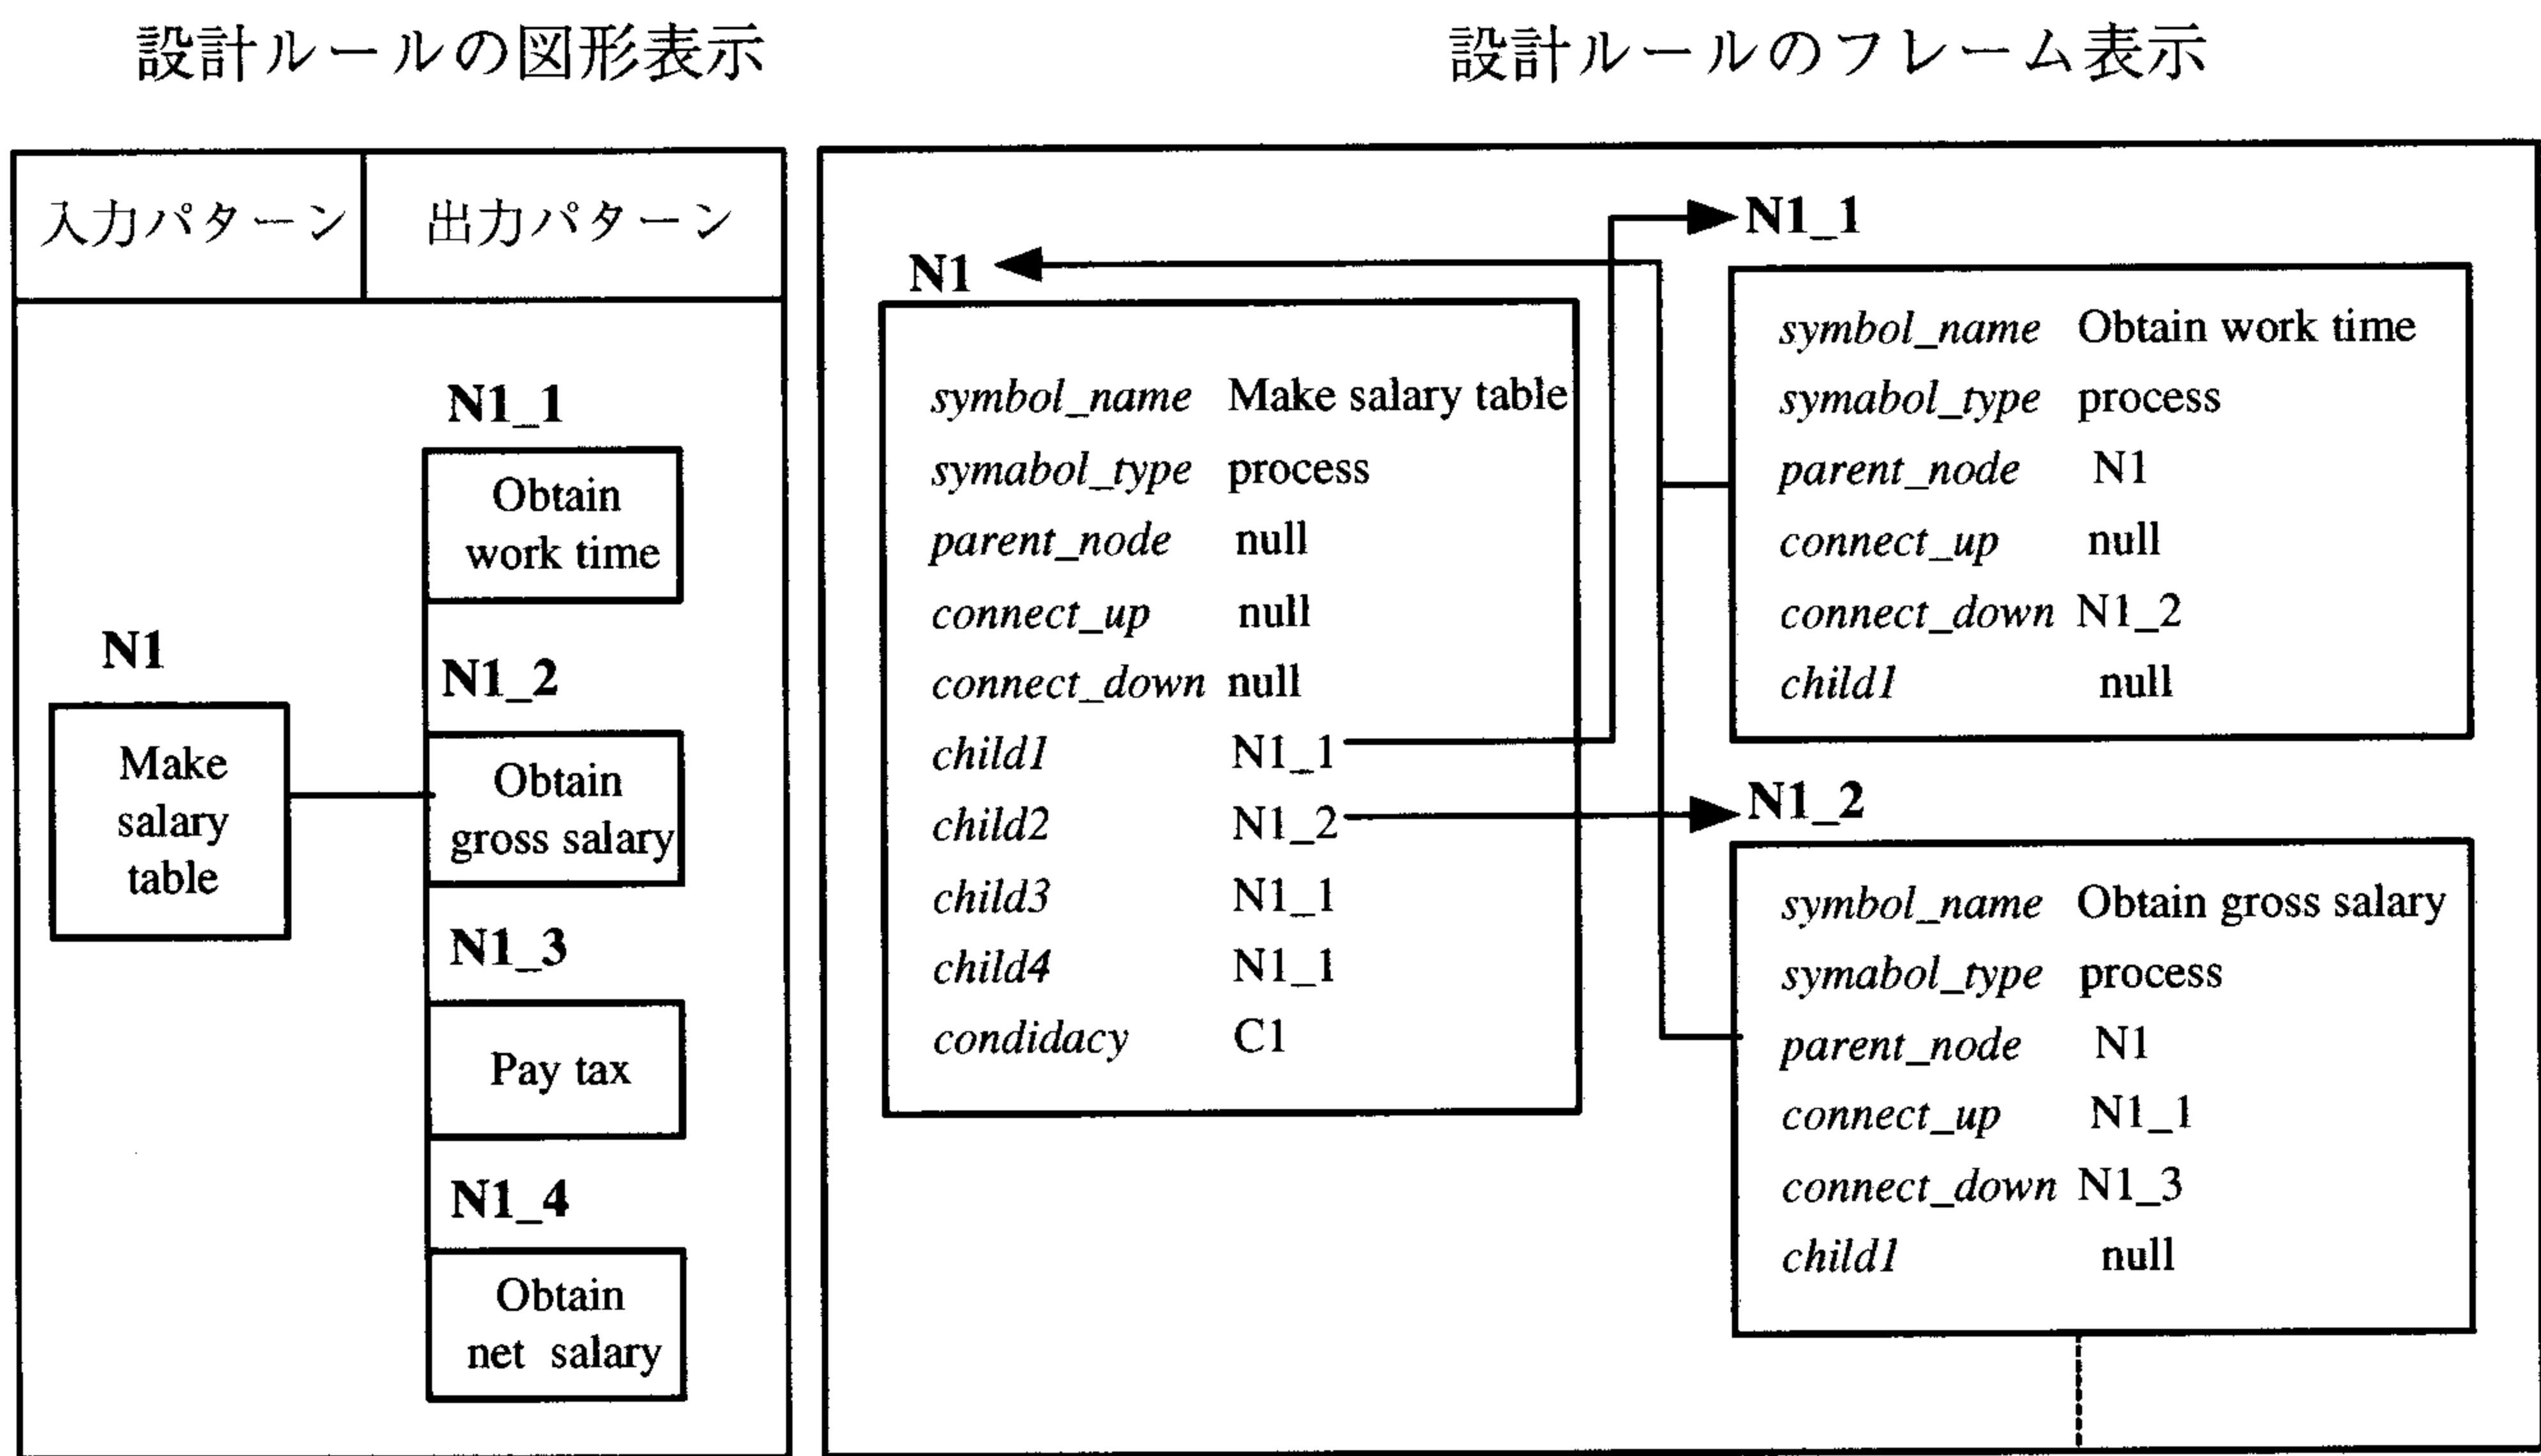 設計ルールの図形表示
設計ルールのフレーム表示
入力パターン
出力パターン
N1
Make
salary
table
N1_1
Obtain
work time
N1_2
Obtain
gross salary
N1_3
Pay tax
N1_4
Obtain
net salary
N1
symbol_name Make salary table
symabol_type process
parent_node null
connect_up null
connect_down null
child1 N1_1
child2 N1_2
child3 N1_1
child4 N1_1
condidacy C1
N1_1
symbol_name Obtain work time
symabol_type process
parent_node N1
connect_up null
connect_down N1_2
child1 null
N1_2
symbol_name Obtain gross salary
symabol_type process
parent_node N1
connect_up N1_1
connect_down N1_3
child1 null